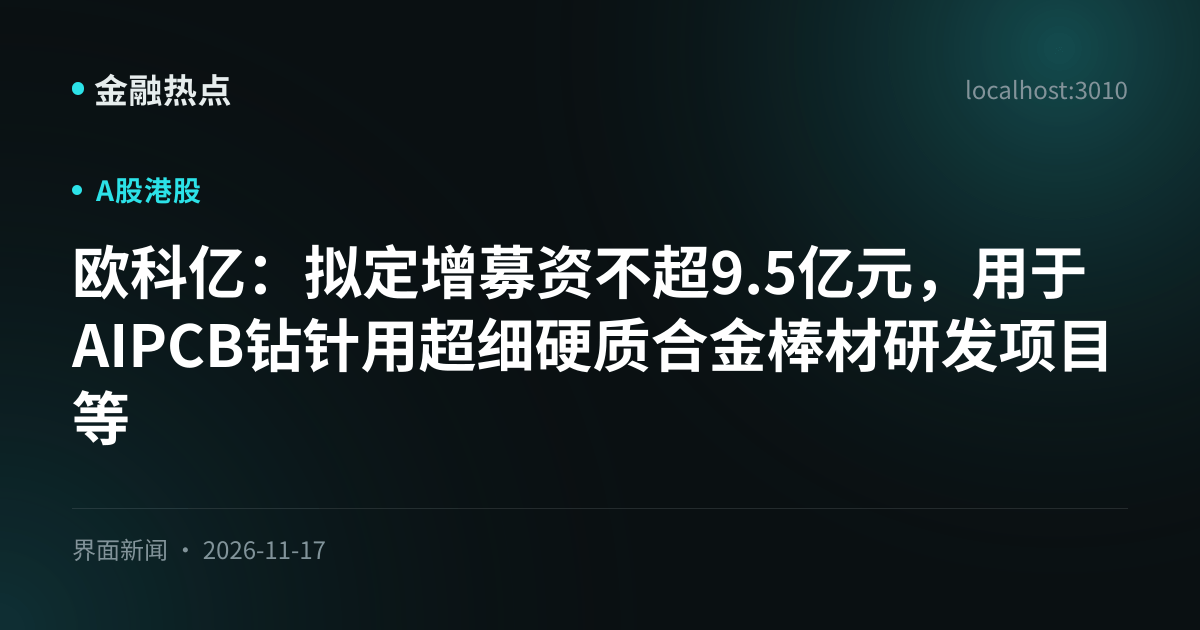 金融热点
localhost:3010
A股港股
欧科亿：拟定增募资不超9.5亿元，用于
AIPCB钻针用超细硬质合金棒材研发项目
等
界面新闻 · 2026-11-17